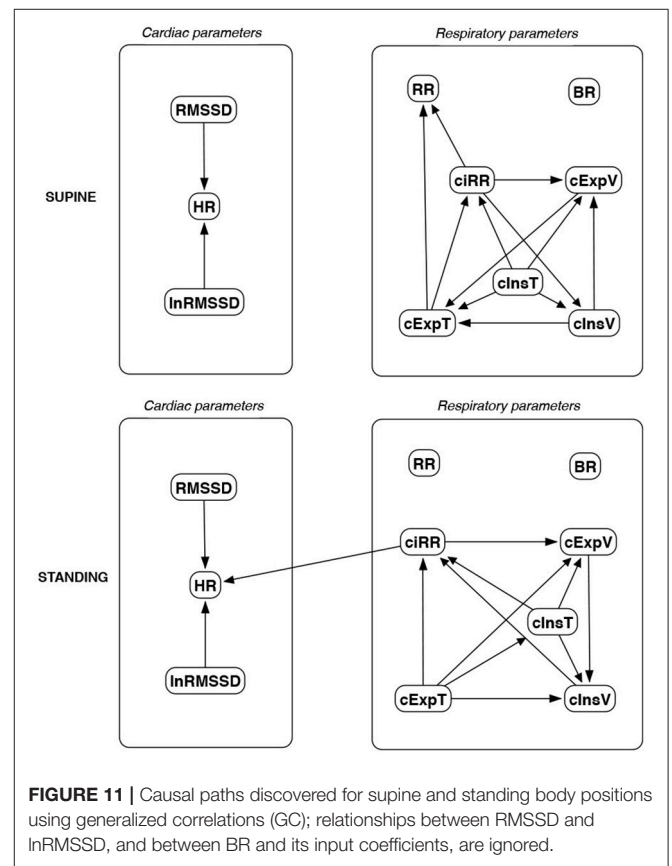 Cardiac parameters
Respiratory parameters
SUPINE
RMSSD
HR
lnRMSSD
RR
BR
ciRR
cExpV
cInsT
cExpT
cInsV
Cardiac parameters
Respiratory parameters
STANDING
RMSSD
HR
lnRMSSD
RR
BR
ciRR
cExpV
cInsT
cExpT
cInsV
FIGURE 11 | Causal paths discovered for supine and standing body positions
using generalized correlations (GC); relationships between RMSSD and
lnRMSSD, and between BR and its input coefficients, are ignored.